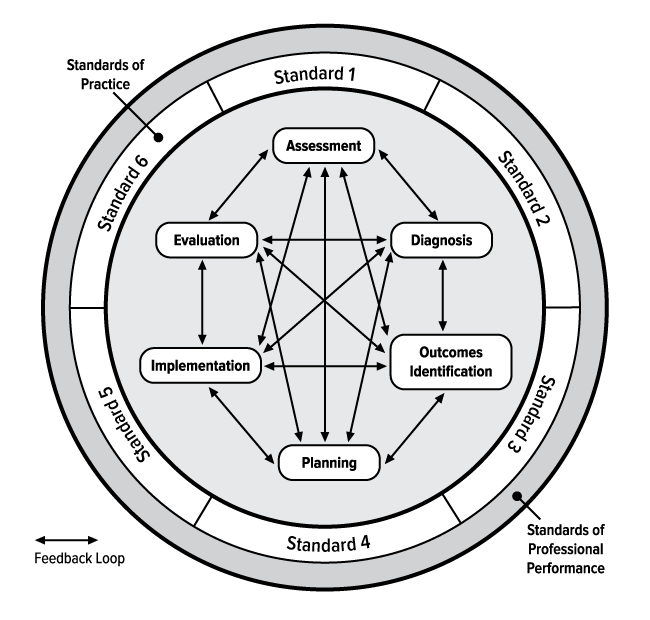 Standards of
Practice
Standard 1
Standard 6
Standard 2
Assessment
Evaluation
Diagnosis
Implementation
Outcomes
Identification
Planning
Standard 5
Standard 3
Standard 4
Feedback Loop
Standards of
Professional
Performance